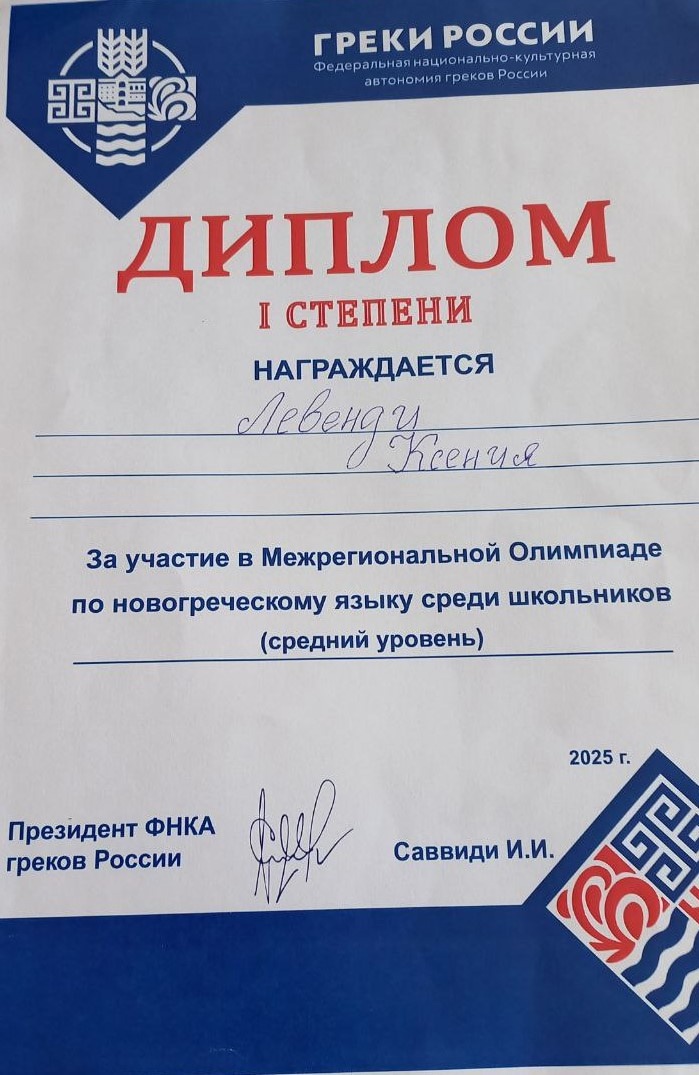 ГРЕКИ РОССИИ
Федеральная национально-культурная
автономия греков России
ДИПЛОМ
I СТЕПЕНИ
НАГРАЖДАЕТСЯ
Левенди
Ксения
За участие в Межрегиональной Олимпиаде
по новогреческому языку среди школьников
(средний уровень)
2025 г.
Президент ФНКА
греков России
Саввиди И.И.